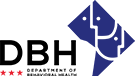 DBH
DEPARTMENT OF
BEHAVIORAL HEALTH